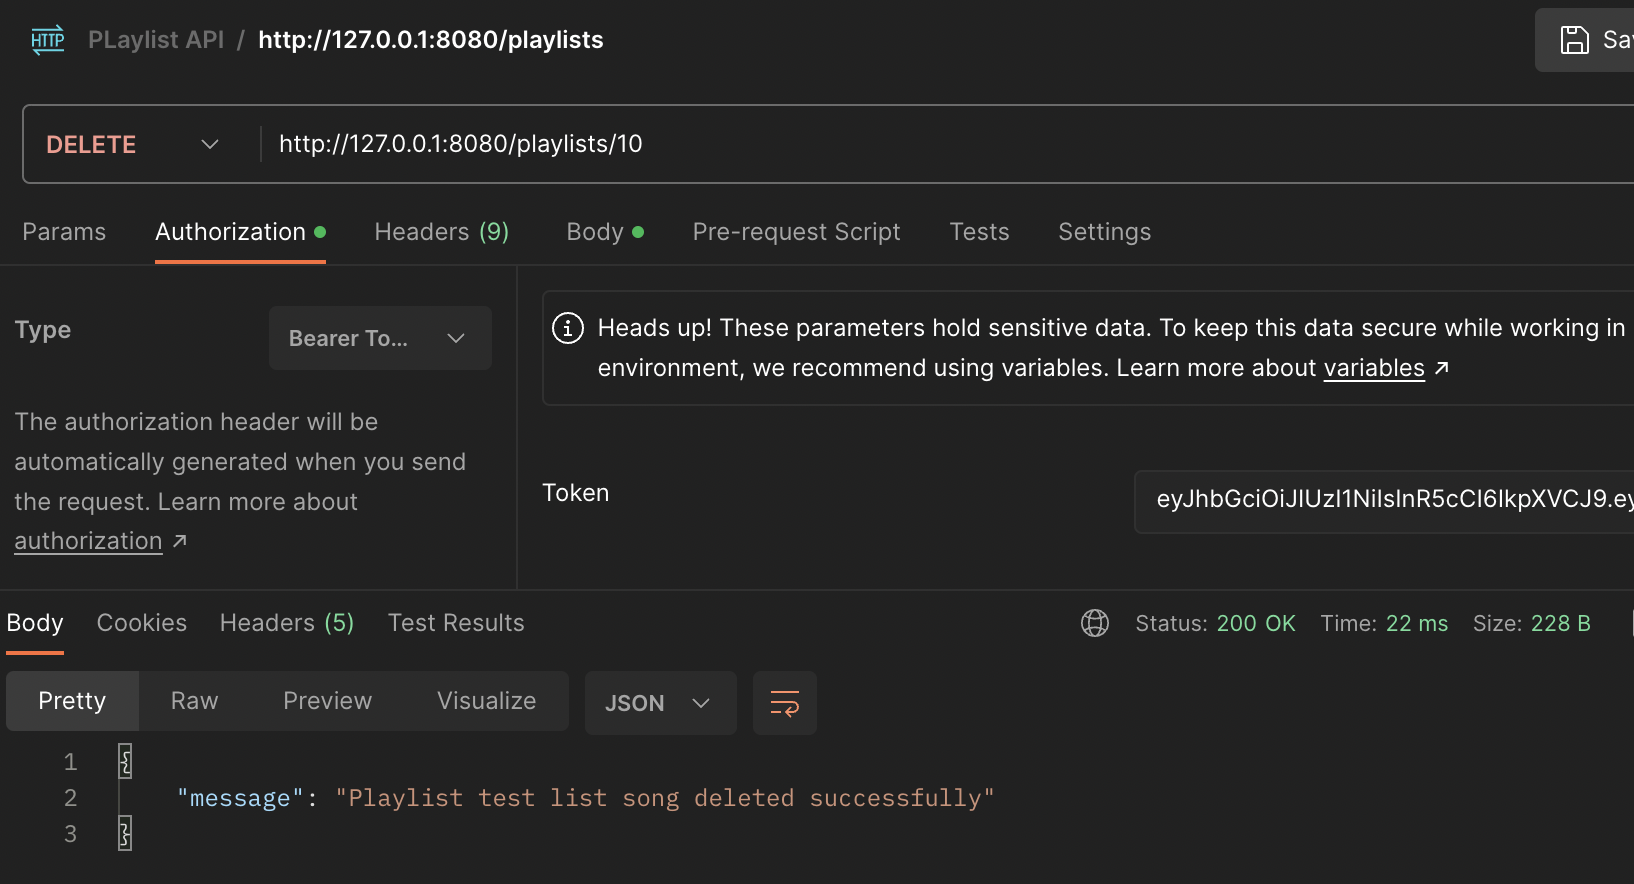 HTTP PLaylist API / http://127.0.0.1:8080/playlists
DELETE http://127.0.0.1:8080/playlists/10
Params Authorization Headers (9) Body Pre-request Script Tests Settings
Type Bearer To...
The authorization header will be
automatically generated when you send
the request. Learn more about
authorization ↗
Heads up! These parameters hold sensitive data. To keep this data secure while working in
environment, we recommend using variables. Learn more about variables ↗
Token
Body Cookies Headers (5) Test Results Status: 200 OK Time: 22 ms Size: 228 B
Pretty Raw Preview Visualize JSON
1 {
2 "message": "Playlist test list song deleted successfully"
3 }